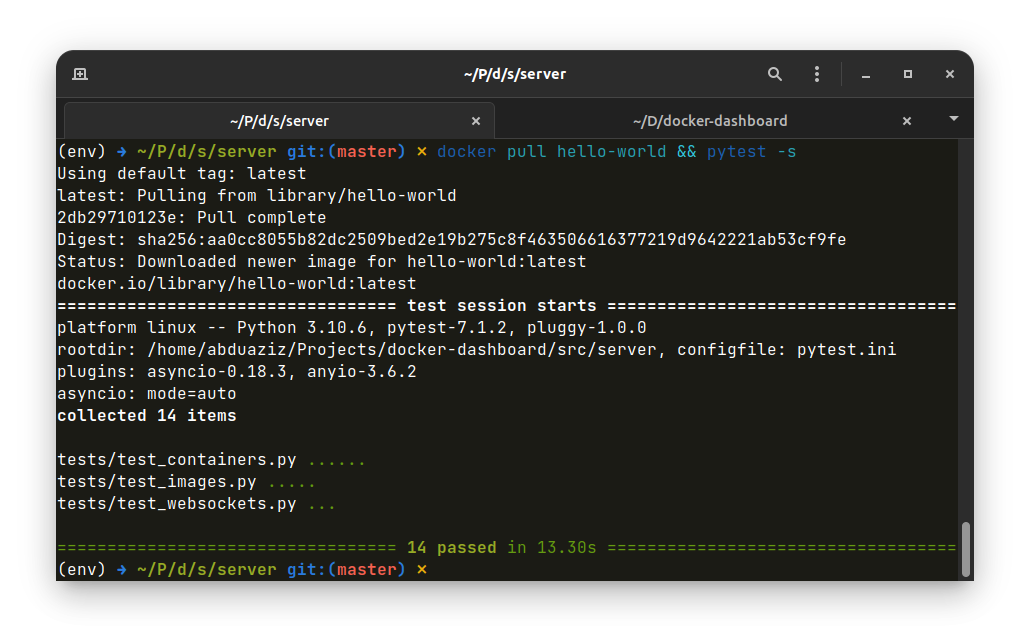 ~/P/d/s/server
~/P/d/s/server × ~/D/docker-dashboard ×
(env) → ~/P/d/s/server git:(master) × docker pull hello-world && pytest -s
Using default tag: latest
latest: Pulling from library/hello-world
2db29710123e: Pull complete
Digest: sha256:aa0cc8055b82dc2509bed2e19b275c8f463506616377219d9642221ab53cf9fe
Status: Downloaded newer image for hello-world:latest
docker.io/library/hello-world:latest
================================== test session starts ===================================
platform linux -- Python 3.10.6, pytest-7.1.2, pluggy-1.0.0
rootdir: /home/abduaziz/Projects/docker-dashboard/src/server, configfile: pytest.ini
plugins: asyncio-0.18.3, anyio-3.6.2
asyncio: mode=auto
collected 14 items
tests/test_containers.py ......
tests/test_images.py .....
tests/test_websockets.py ...
================================== 14 passed in 13.30s ===================================
(env) → ~/P/d/s/server git:(master) ×